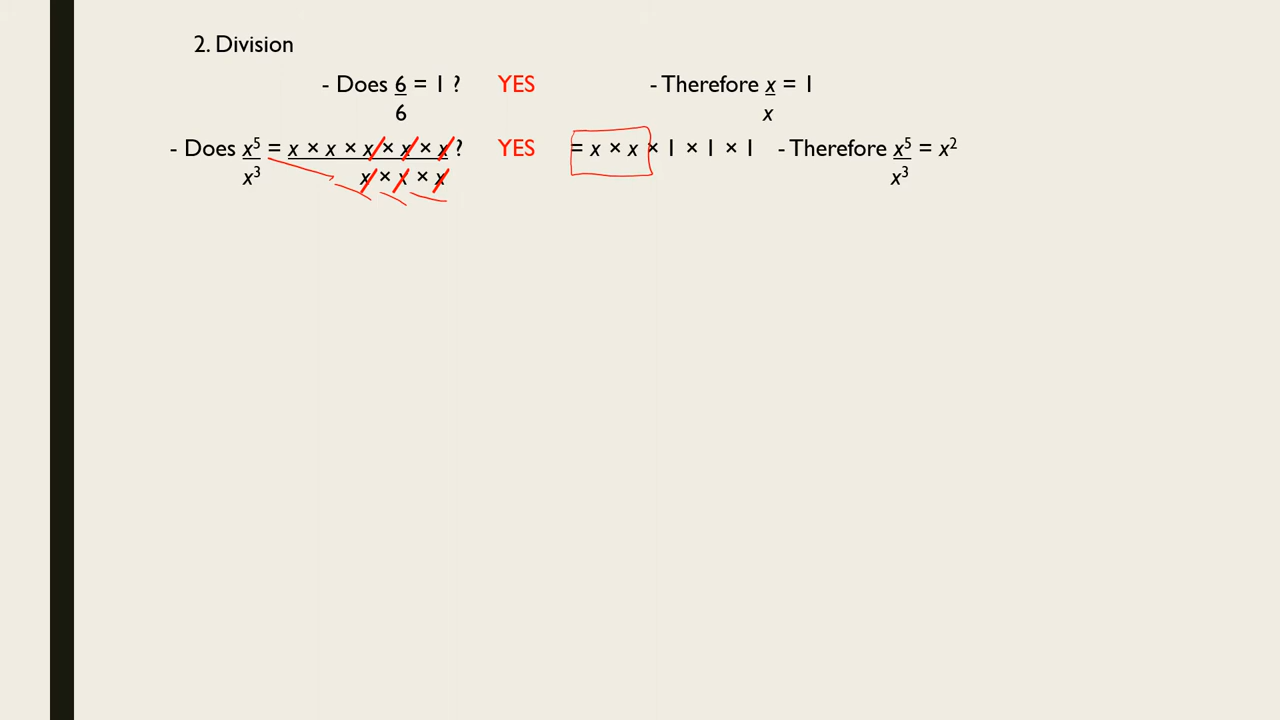 2. Division
- Does 6 = 1 ? YES - Therefore x = 1
6 x
- Does x⁵ = x × x × x × x × x ? YES = x × x × 1 × 1 × 1 - Therefore x⁵ = x²
x³ x × x × x x³